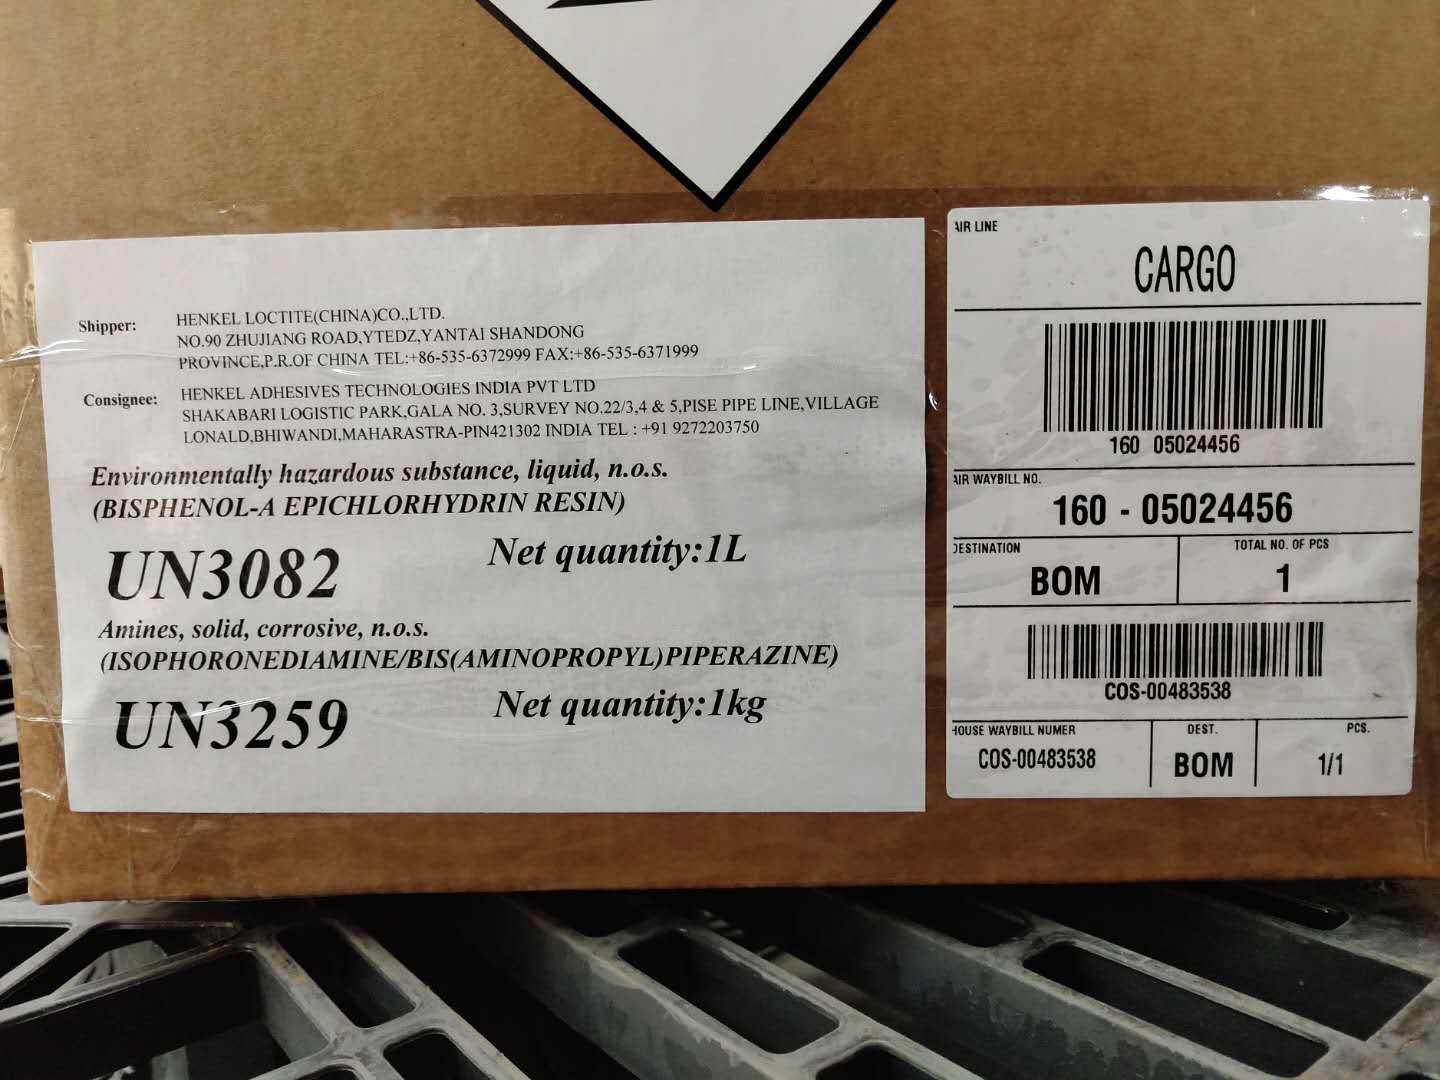 Shipper:
HENKEL LOCTITE(CHINA)CO.,LTD.
NO.90 ZHUJIANG ROAD,YTEDZ,YANTAI SHANDONG
PROVINCE,P.R.OF CHINA TEL:+86-535-6372999 FAX:+86-535-6371999
Consignee:
HENKEL ADHESIVES TECHNOLOGIES INDIA PVT LTD
SHAKABARI LOGISTIC PARK,GALA NO. 3,SURVEY NO.22/3,4 & 5,PISE PIPE LINE,VILLAGE
LONALD,BHIWANDI,MAHARASTRA-PIN421302 INDIA TEL : +91 9272203750
Environmentally hazardous substance, liquid, n.o.s.
(BISPHENOL-A EPICHLORHYDRIN RESIN)
UN3082 Net quantity:1L
Amines, solid, corrosive, n.o.s.
(ISOPHORONEDIAMINE/BIS(AMINOPROPYL)PIPERAZINE)
UN3259 Net quantity:1kg
AIR LINE
CARGO
160 05024456
AIR WAYBILL NO.
160 - 05024456
DESTINATION
BOM
TOTAL NO. OF PCS
1
COS-00483538
HOUSE WAYBILL NUMER
COS-00483538
DEST.
BOM
PCS.
1/1